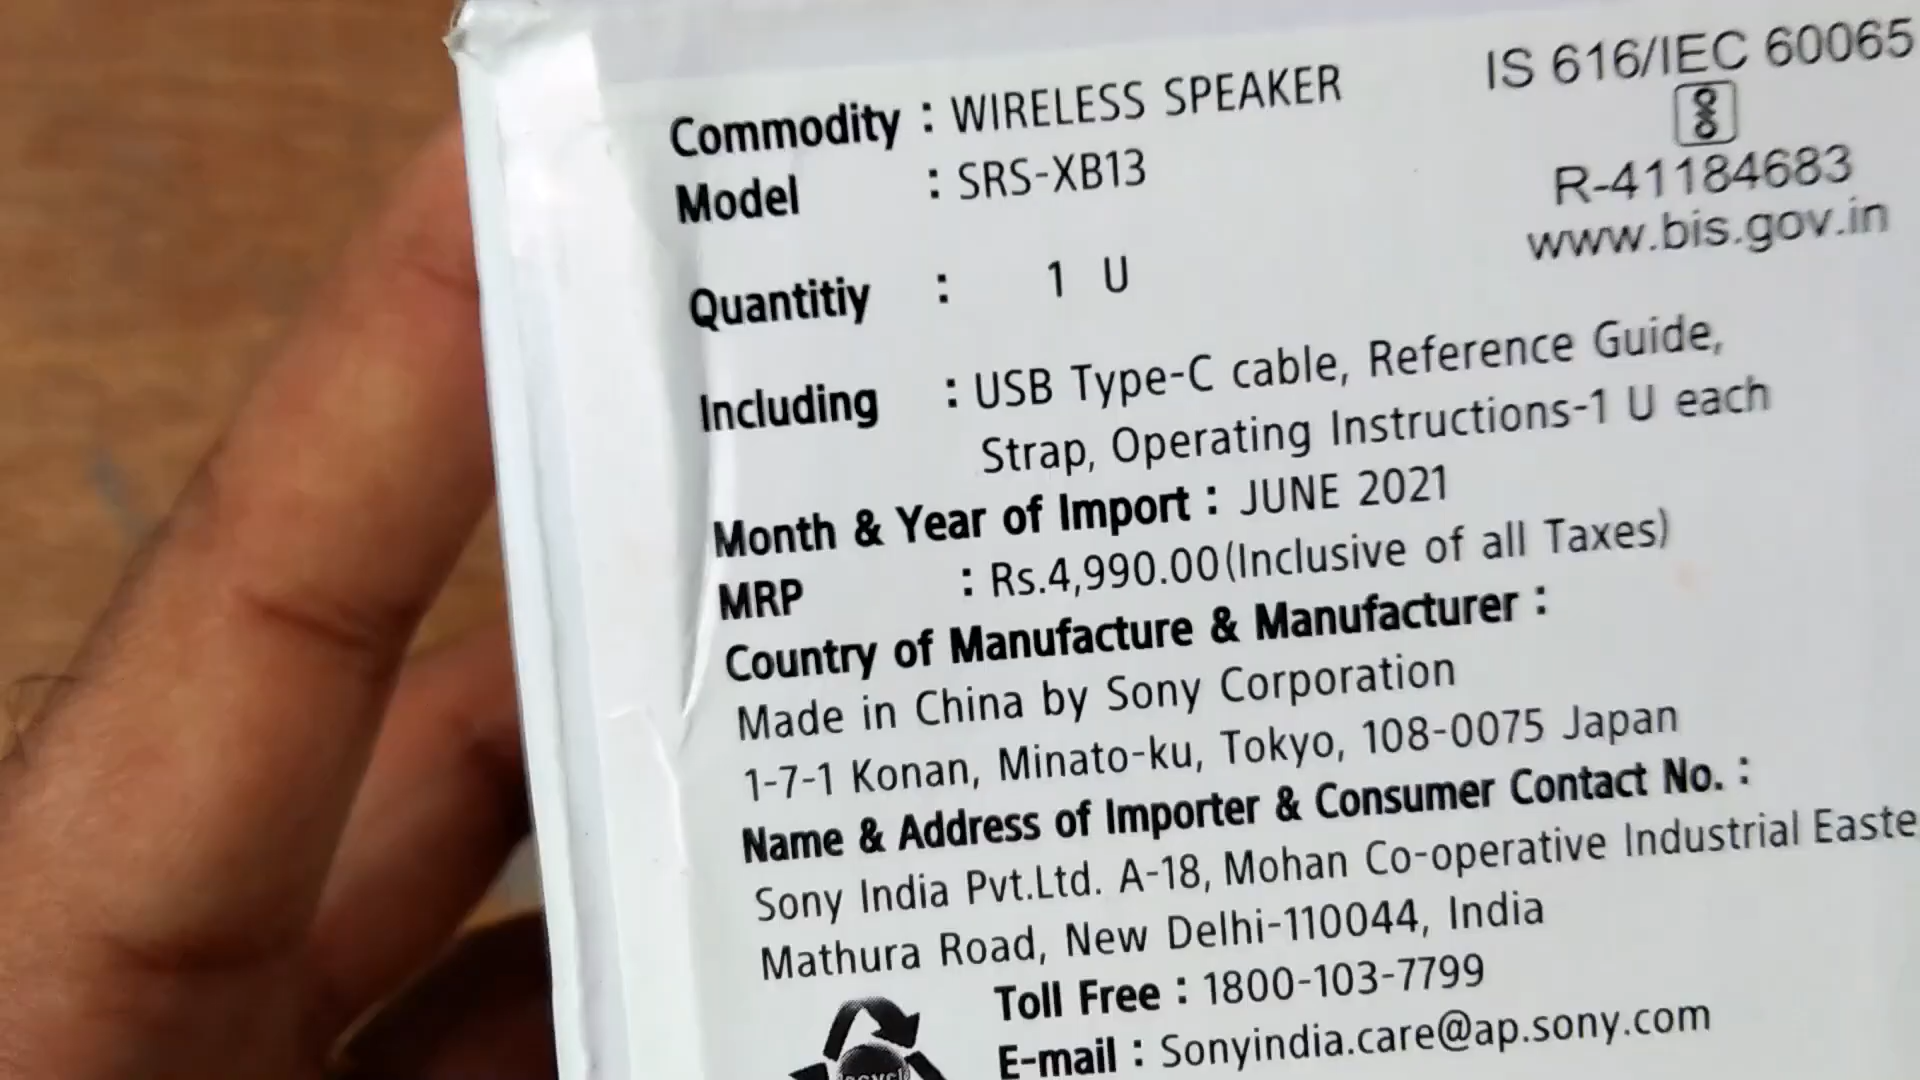 IS 616/IEC 60065
R-41184683
www.bis.gov.in
Commodity : WIRELESS SPEAKER
Model : SRS-XB13
Quantitiy : 1 U
Including : USB Type-C cable, Reference Guide,
Strap, Operating Instructions-1 U each
Month & Year of Import : JUNE 2021
MRP : Rs.4,990.00(Inclusive of all Taxes)
Country of Manufacture & Manufacturer :
Made in China by Sony Corporation
1-7-1 Konan, Minato-ku, Tokyo, 108-0075 Japan
Name & Address of Importer & Consumer Contact No. :
Sony India Pvt.Ltd. A-18, Mohan Co-operative Industrial Easte
Mathura Road, New Delhi-110044, India
Toll Free : 1800-103-7799
E-mail : Sonyindia.care@ap.sony.com